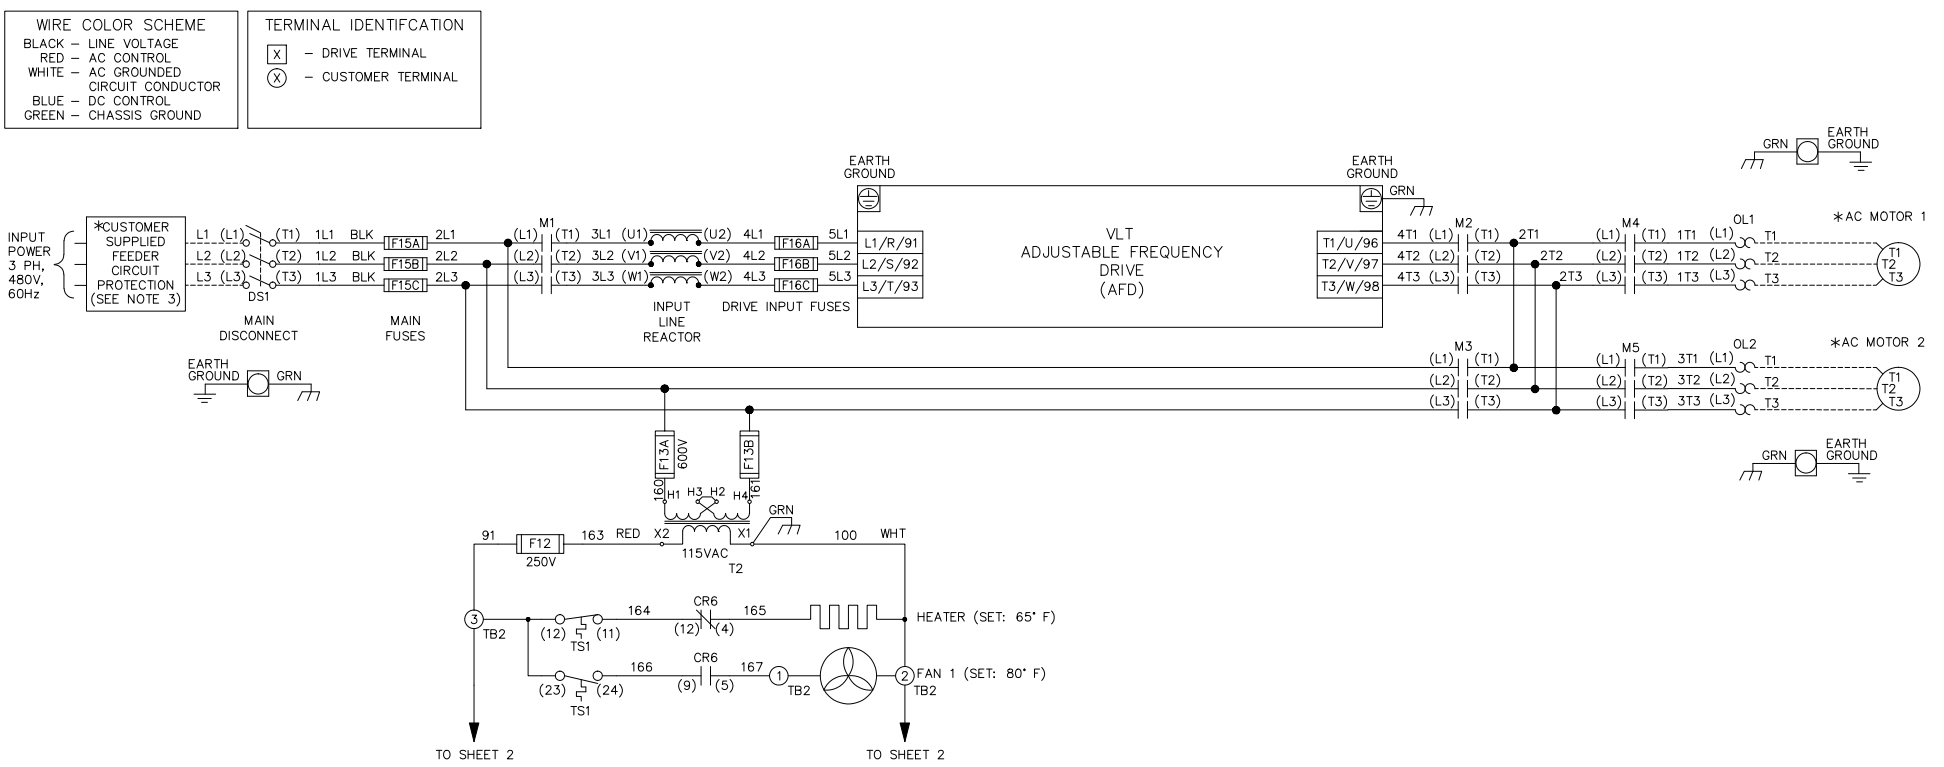 WIRE COLOR SCHEME
BLACK – LINE VOLTAGE
RED – AC CONTROL
WHITE – AC GROUNDED
CIRCUIT CONDUCTOR
BLUE – DC CONTROL
GREEN – CHASSIS GROUND
TERMINAL IDENTIFCATION
X – DRIVE TERMINAL
X – CUSTOMER TERMINAL
INPUT
POWER
3 PH,
480V,
60Hz
*CUSTOMER
SUPPLIED
FEEDER
CIRCUIT
PROTECTION
(SEE NOTE 3)
L1 (L1) (T1) 1L1 BLK F15A 2L1
L2 (L2) 1L2 BLK F15B 2L2
L3 (L3) (T3) 1L3 BLK F15C 2L3
DS1
MAIN
DISCONNECT
MAIN
FUSES
EARTH
GROUND
GRN
M1
(L1) (T1) 3L1 (U1) (U2) 4L1 F16A 5L1
(L2) (T2) 3L2 (V1) (V2) 4L2 F16B 5L2
(L3) (T3) 3L3 (W1) (W2) 4L3 F16C 5L3
INPUT
LINE
REACTOR
DRIVE INPUT FUSES
EARTH
GROUND
L1/R/91
L2/S/92
L3/T/93
VLT
ADJUSTABLE FREQUENCY
DRIVE
(AFD)
EARTH
GROUND
GRN
T1/U/96
T2/V/97
T3/W/98
M2
4T1 (L1) (T1) 2T1
4T2 (L2) (T2) 2T2
4T3 (L3) (T3) 2T3
M4
(L1) (T1) 1T1 (L1) T1
(L2) (T2) 1T2 (L2) T2
(L3) (T3) 1T3 (L3) T3
OL1
GRN
EARTH
GROUND
*AC MOTOR 1
T1
T2
T3
M3
(L1) (T1)
(L2) (T2)
(L3) (T3)
M5
(L1) (T1) 3T1 (L1) T1
(L2) (T2) 3T2 (L2) T2
(L3) (T3) 3T3 (L3) T3
OL2
*AC MOTOR 2
T1
T2
T3
GRN
EARTH
GROUND
F13A
600V
F13B
160
161
H1 H3 H2 H4
GRN
91 F12 163 RED X2 X1 100 WHT
250V
115VAC
T2
3
TB2
(12) (11) 164 CR6 165
TS1
(12) (4)
HEATER (SET: 65° F)
(23) (24) 166 CR6 167 1
TS1
(9) (5)
TB2
2
TB2
FAN 1 (SET: 80° F)
TO SHEET 2
TO SHEET 2